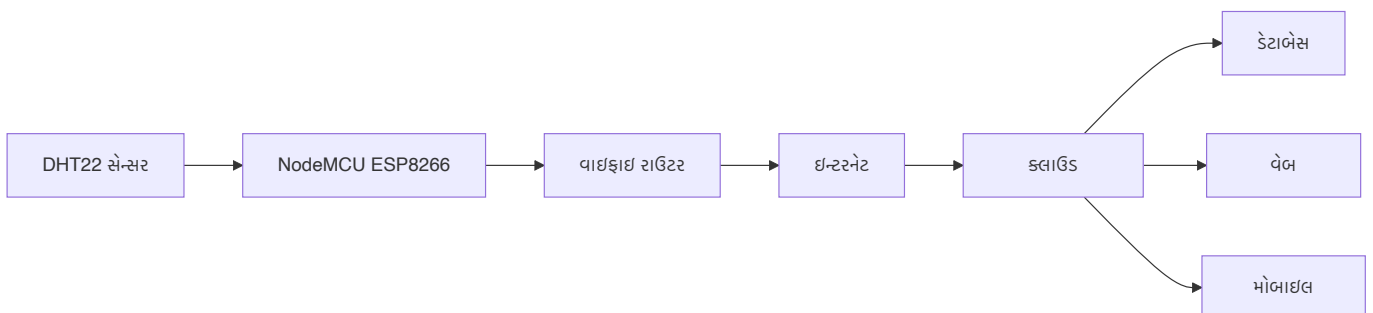 DHT22 સેન્સર
NodeMCU ESP8266
વાઇફાઇ રાઉટર
ઇન્ટરનેટ
ક્લાઉડ
ડેટાબેસ
વેબ
મોબાઇલ